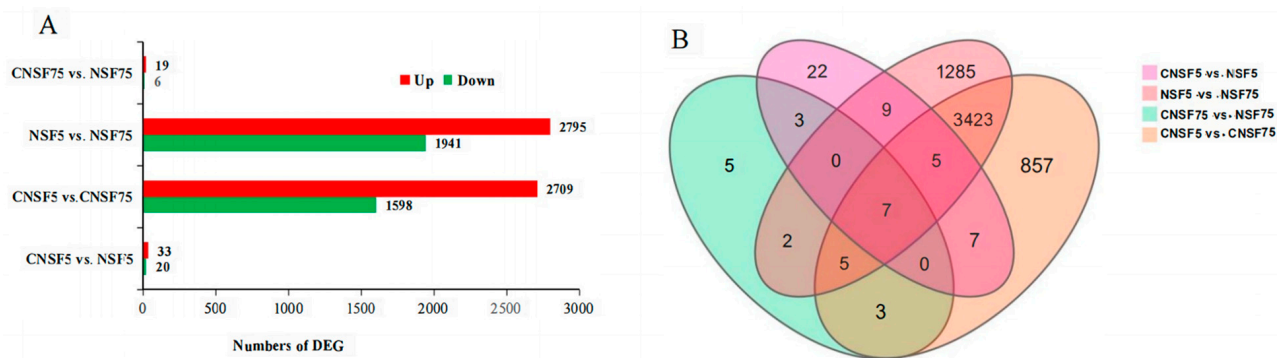 A
CNSF75 vs. NSF75
19
6
Up
Down
NSF5 vs. NSF75
2795
1941
CNSF5 vs.CNSF75
2709
1598
CNSF5 vs. NSF5
33
20
0
500
1000
1500
2000
2500
3000
Numbers of DEG
B
22
1285
3
9
3423
5
0
5
857
7
2
7
5
0
3
CNSF5 vs. NSF5
NSF5 vs. NSF75
CNSF75 vs. NSF75
CNSF5 vs. CNSF75